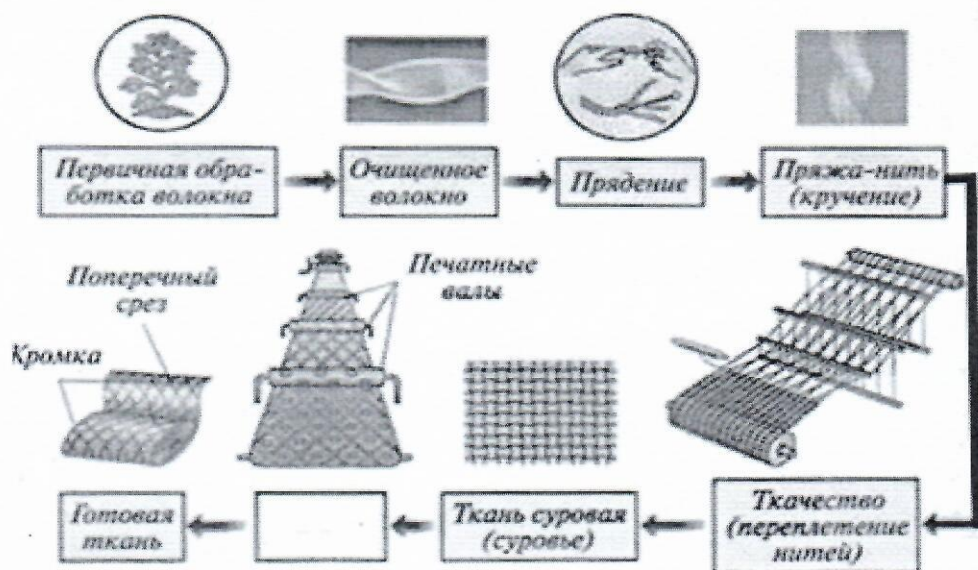 Первичная обра-
ботка волокна
Очищенное
волокно
Прядение
Пряжа-нить
(кручение)
Поперечный
срез
Кромка
Печатные
валы
Готовая
ткань
Ткань суровая
(суровье)
Ткачество
(переплетение
нитей)